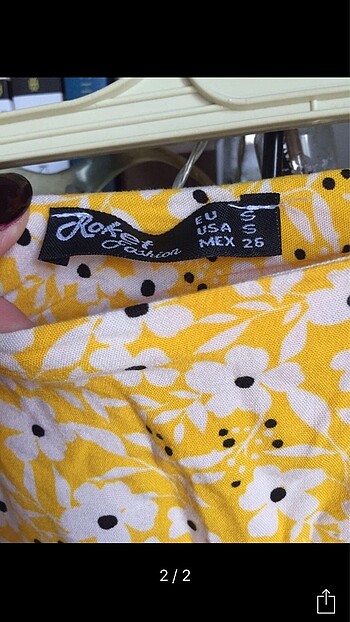 Roket
Fashion
EU S
USA S
MEX 26
2/2